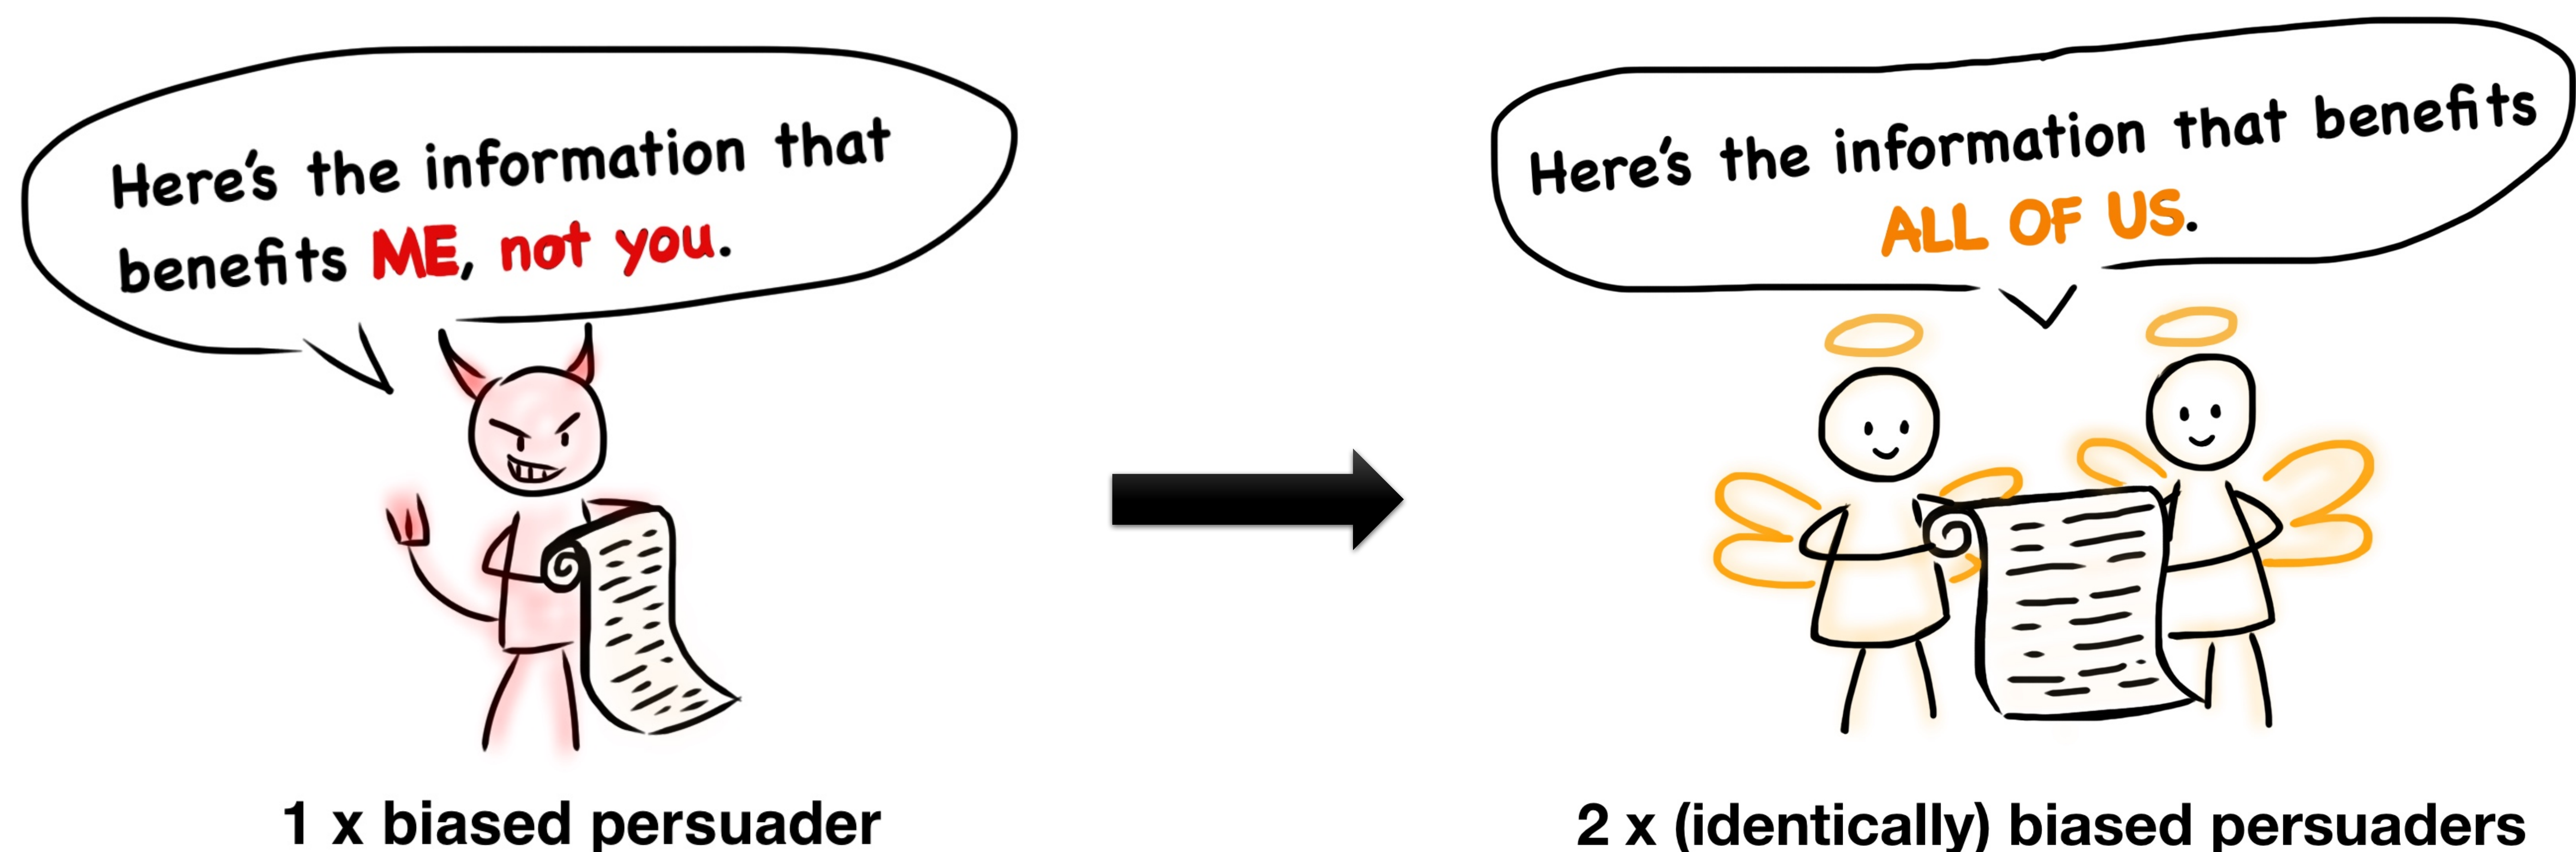 Here's the information that
benefits ME, not you.
Here's the information that benefits
ALL OF US.
1 x biased persuader
2 x (identically) biased persuaders